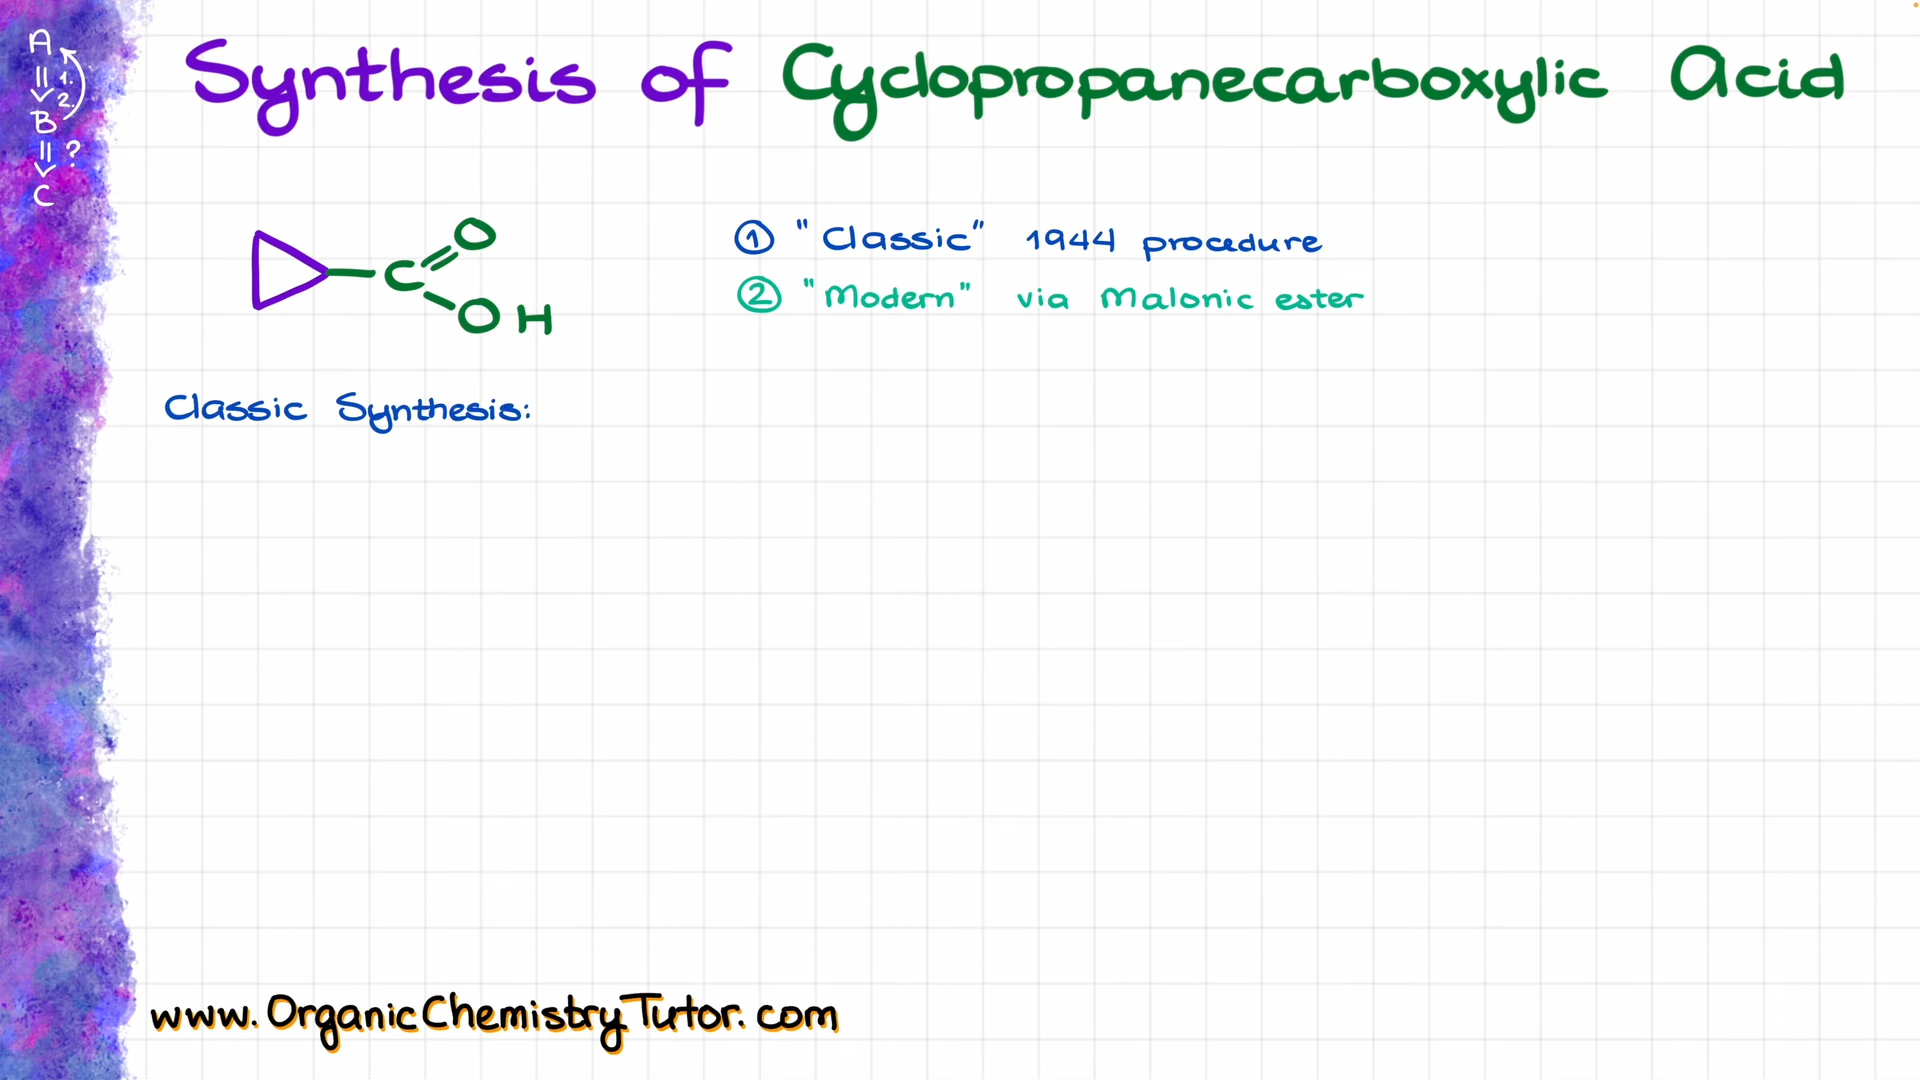 Synthesis of Cyclopropanecarboxylic Acid
A
1.
2.
B
?
C
O
C
O H
① "Classic" 1944 procedure
② "Modern" via Malonic ester
Classic Synthesis:
www.OrganicChemistryTutor.com